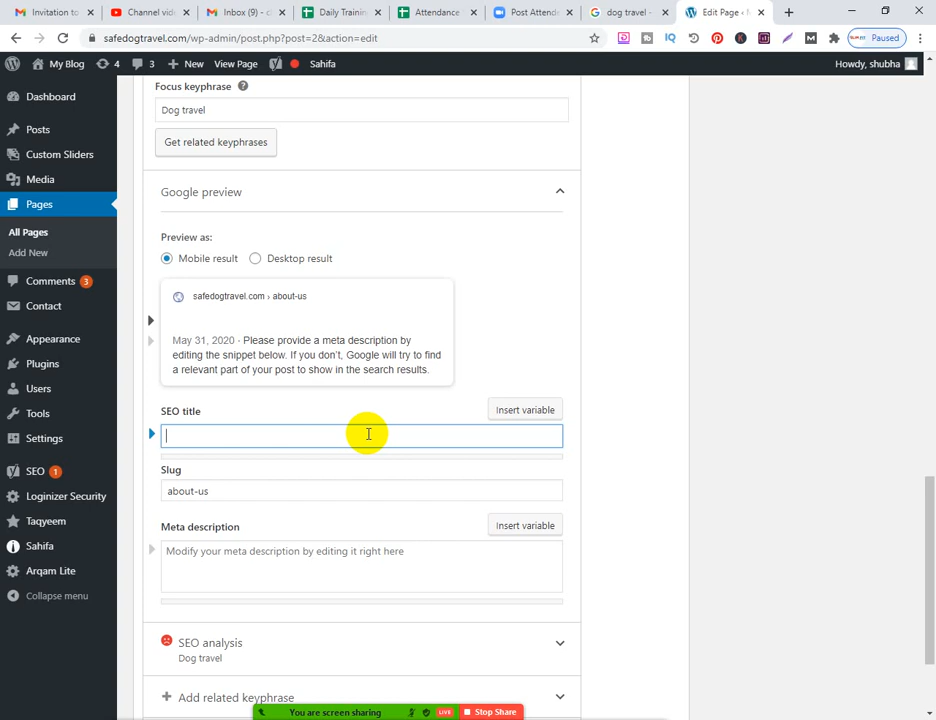 Invitation to
Channel vid
Inbox (9) - c
Daily Trainin
Attendance
Post Attend
dog travel -
Edit Page ‹ M
safedogtravel.com/wp-admin/post.php?post=2&action=edit
Paused
My Blog
4
3
New
View Page
Sahifa
Howdy, shubha
Dashboard
Posts
Custom Sliders
Media
Pages
All Pages
Add New
Comments 3
Contact
Appearance
Plugins
Users
Tools
Settings
SEO 1
Loginizer Security
Taqyeem
Sahifa
Arqam Lite
Collapse menu
Focus keyphrase
Dog travel
Get related keyphrases
Google preview
Preview as:
Mobile result
Desktop result
safedogtravel.com › about-us
May 31, 2020 · Please provide a meta description by
editing the snippet below. If you don't, Google will try to find
a relevant part of your post to show in the search results.
SEO title
Insert variable
Slug
about-us
Meta description
Insert variable
Modify your meta description by editing it right here
SEO analysis
Dog travel
Add related keyphrase
You are screen sharing
LIVE
Stop Share